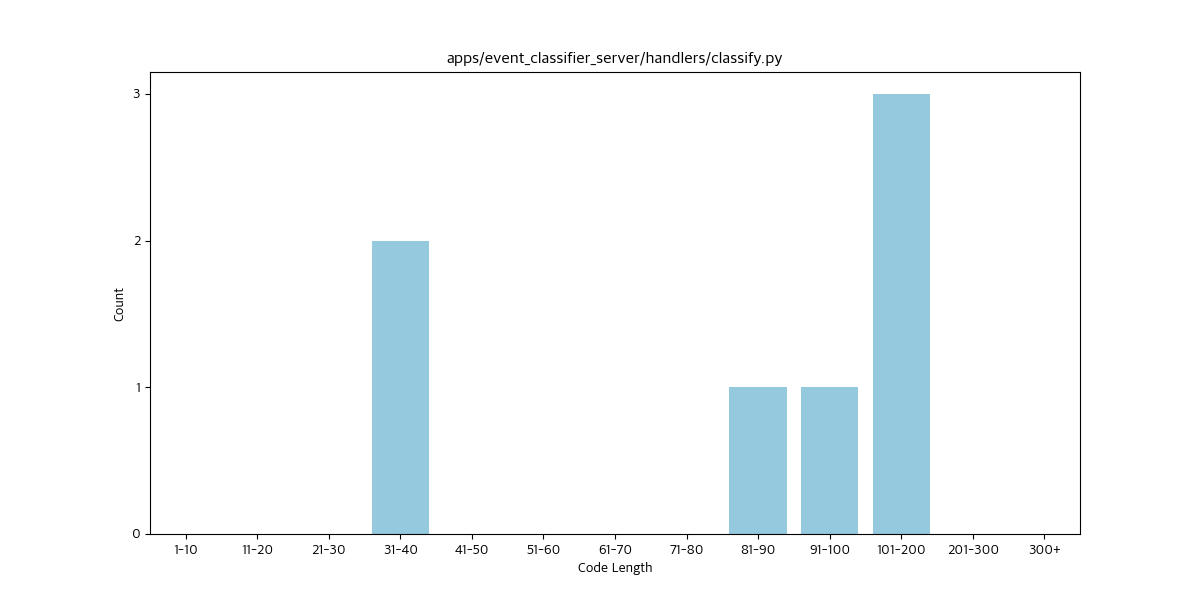 apps/event_classifier_server/handlers/classify.py
3
2
1
0
Count
1-10 11-20 21-30 31-40 41-50 51-60 61-70 71-80 81-90 91-100 101-200 201-300 300+
Code Length